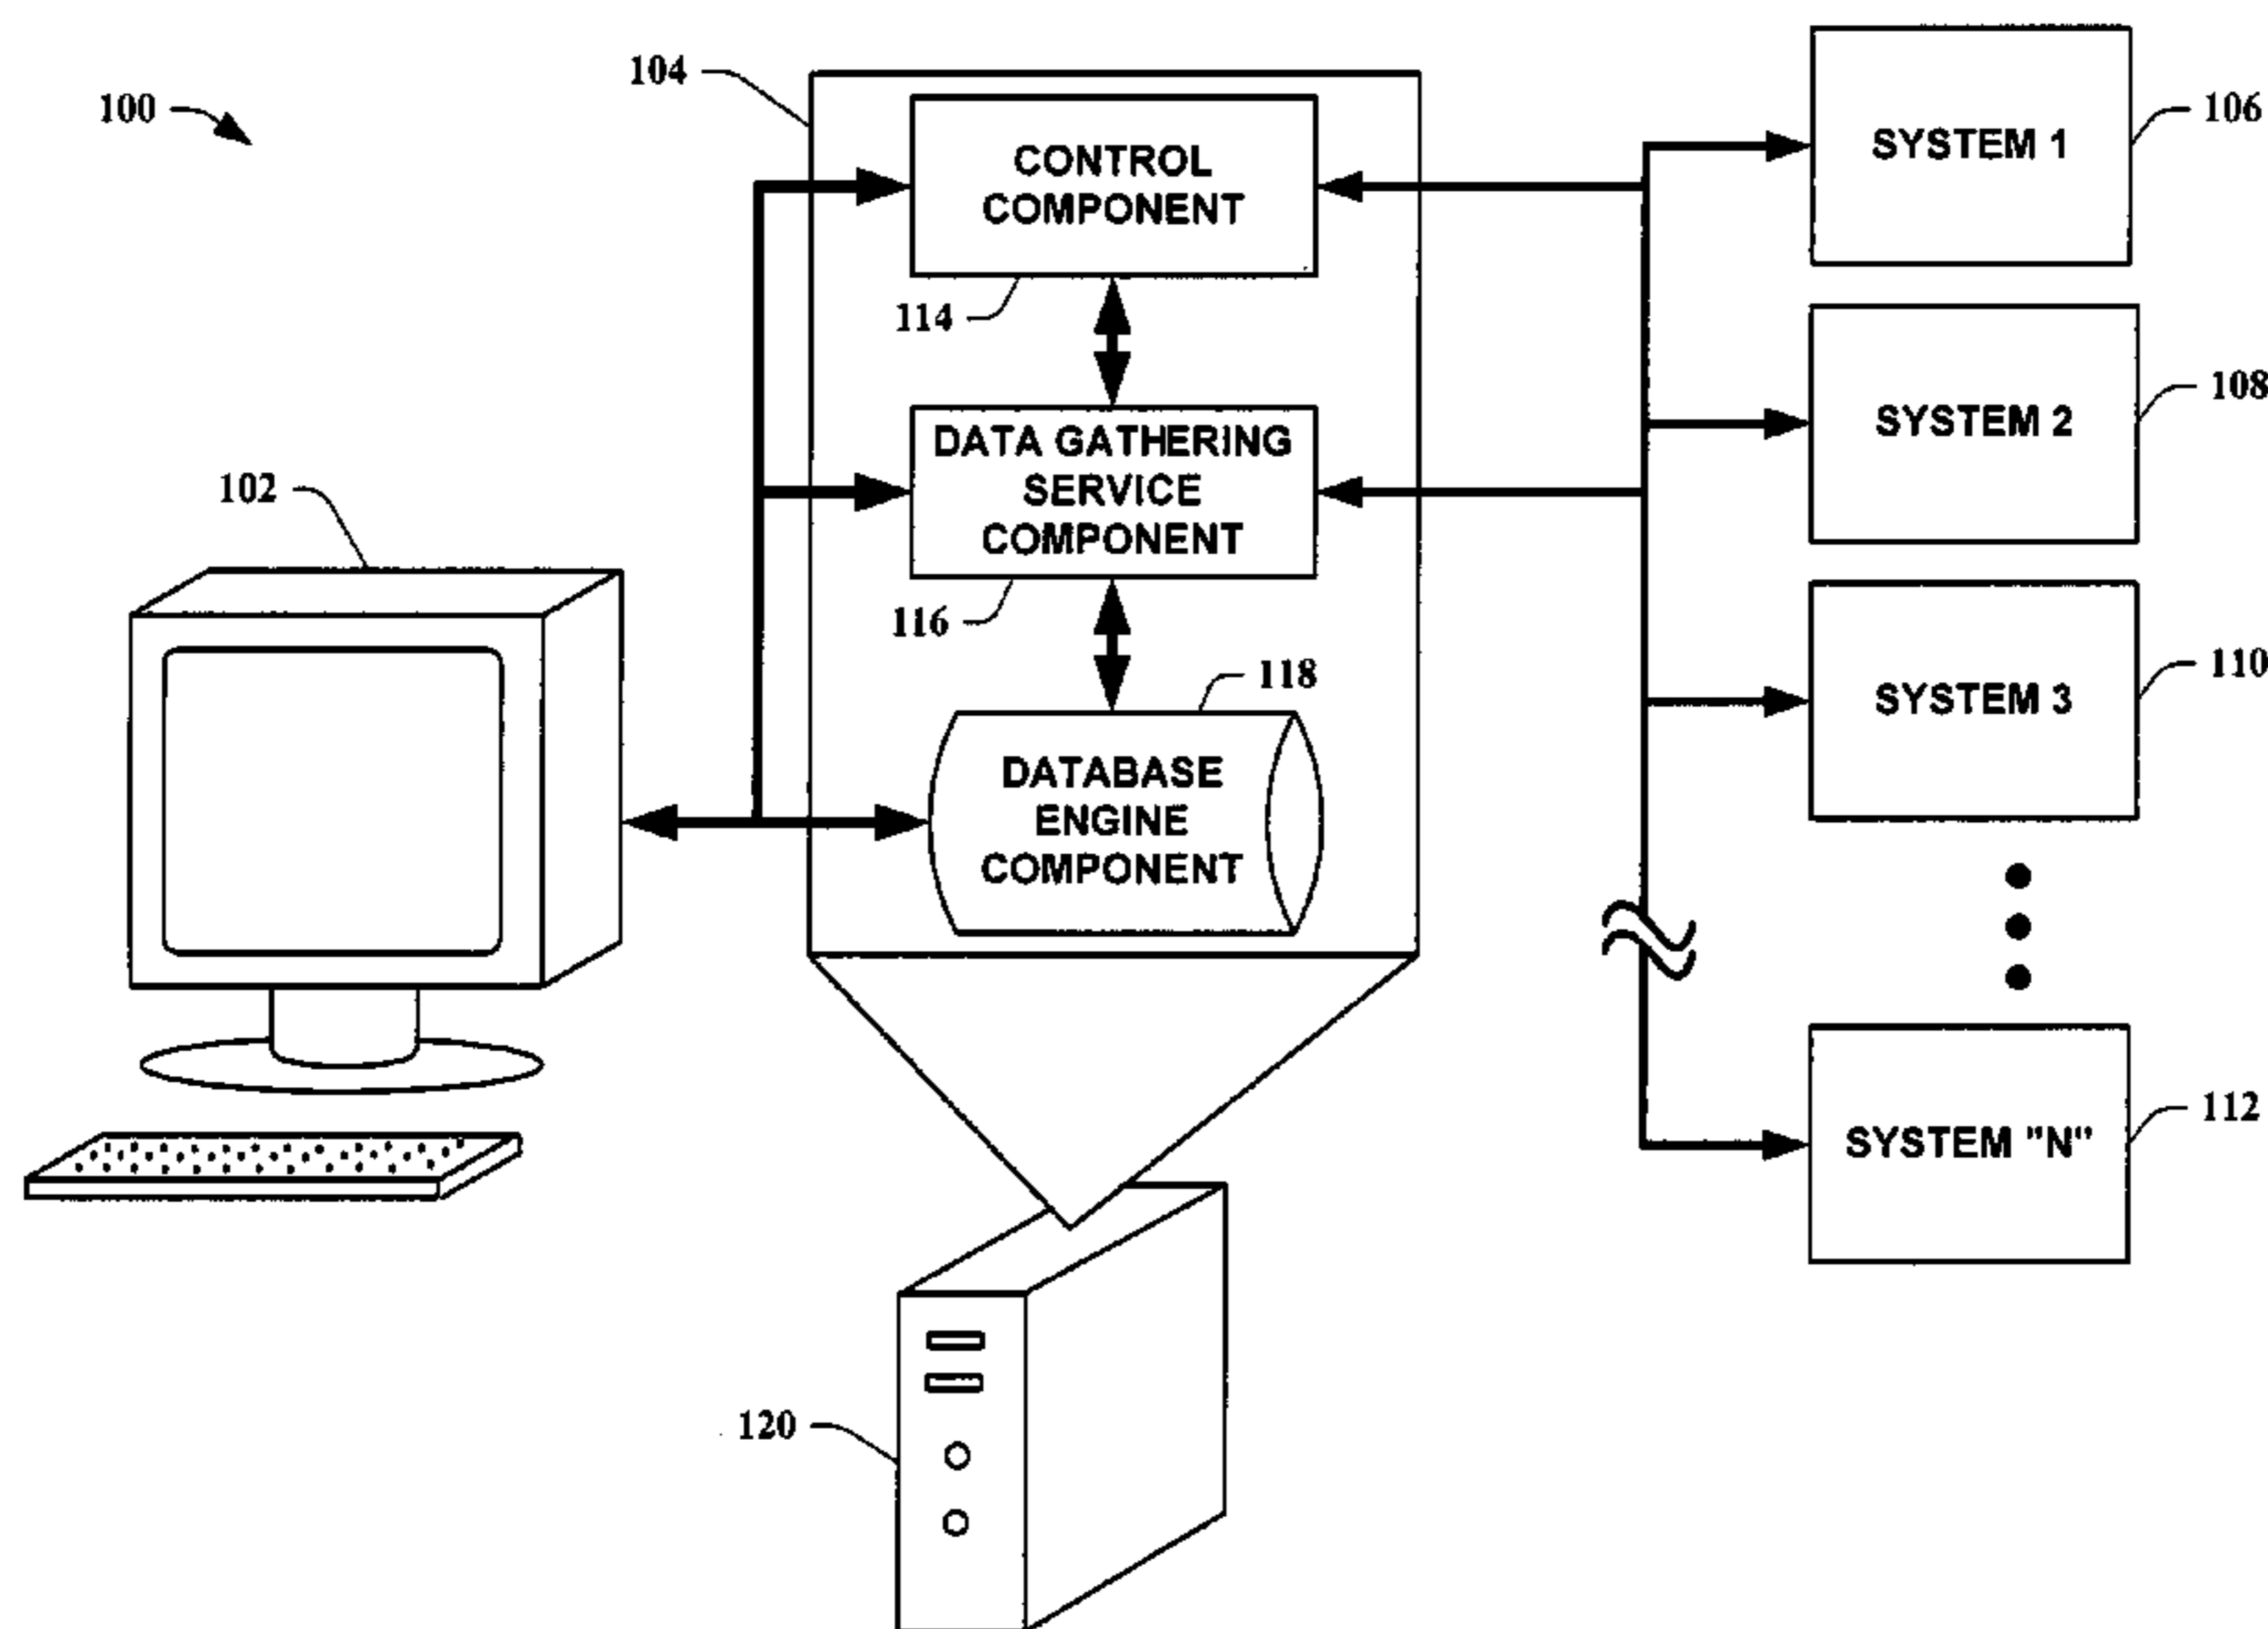 100
104
CONTROL
COMPONENT
114
DATA GATHERING
SERVICE
COMPONENT
116
118
DATABASE
ENGINE
COMPONENT
102
120
SYSTEM 1
106
SYSTEM 2
108
SYSTEM 3
110
SYSTEM "N"
112